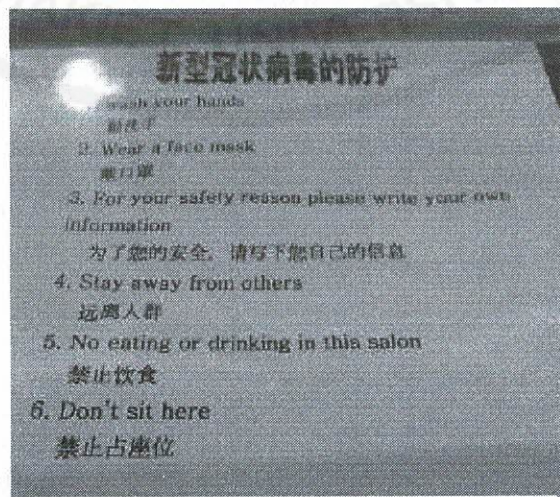 新型冠状病毒的防护
wash your hands
勤洗手
2. Wear a face mask
戴口罩
3. For your safety reason please write your own
information
为了您的安全, 请写下您自己的信息
4. Stay away from others
远离人群
5. No eating or drinking in this salon
禁止饮食
6. Don't sit here
禁止占座位